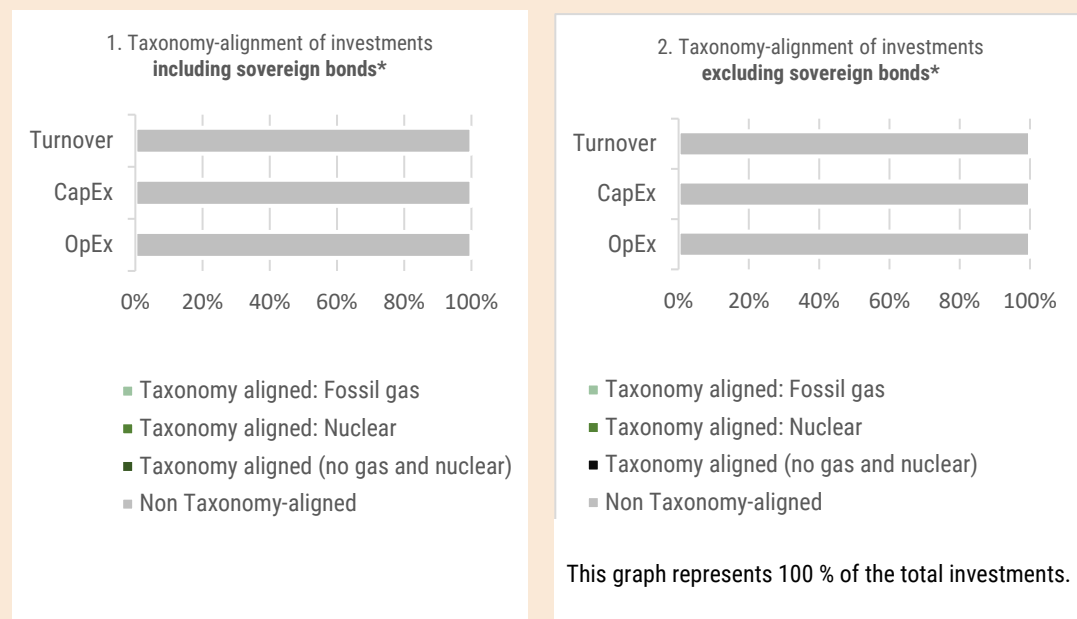 1. Taxonomy-alignment of investments
including sovereign bonds*
Turnover
CapEx
OpEx
0% 20% 40% 60% 80% 100%
Taxonomy aligned: Fossil gas
Taxonomy aligned: Nuclear
Taxonomy aligned (no gas and nuclear)
Non Taxonomy-aligned
2. Taxonomy-alignment of investments
excluding sovereign bonds*
Turnover
CapEx
OpEx
0% 20% 40% 60% 80% 100%
Taxonomy aligned: Fossil gas
Taxonomy aligned: Nuclear
Taxonomy aligned (no gas and nuclear)
Non Taxonomy-aligned
This graph represents 100 % of the total investments.